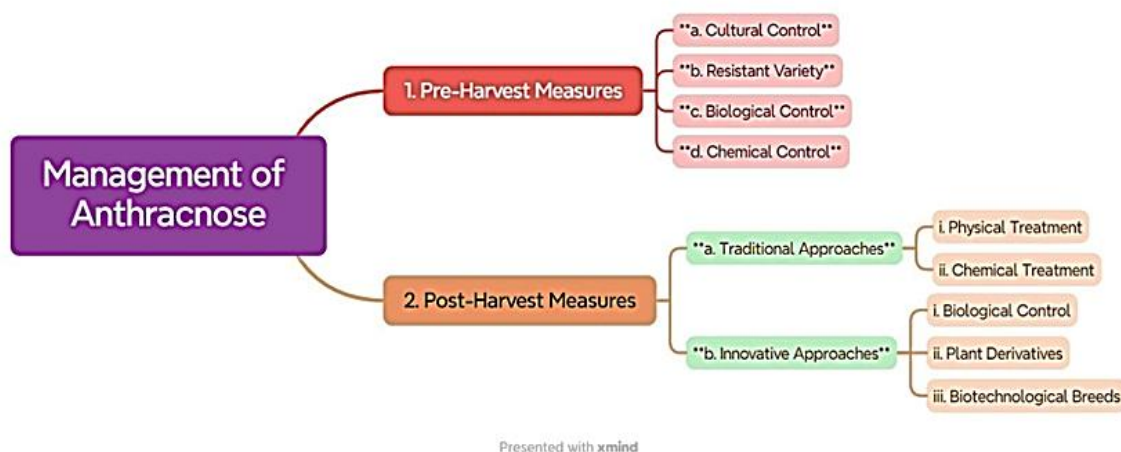 Management of
Anthracnose
1. Pre-Harvest Measures
**a. Cultural Control**
**b. Resistant Variety**
**c. Biological Control**
**d. Chemical Control**
2. Post-Harvest Measures
**a. Traditional Approaches**
i. Physical Treatment
ii. Chemical Treatment
**b. Innovative Approaches**
i. Biological Control
ii. Plant Derivatives
iii. Biotechnological Breeds
Presented with xmind